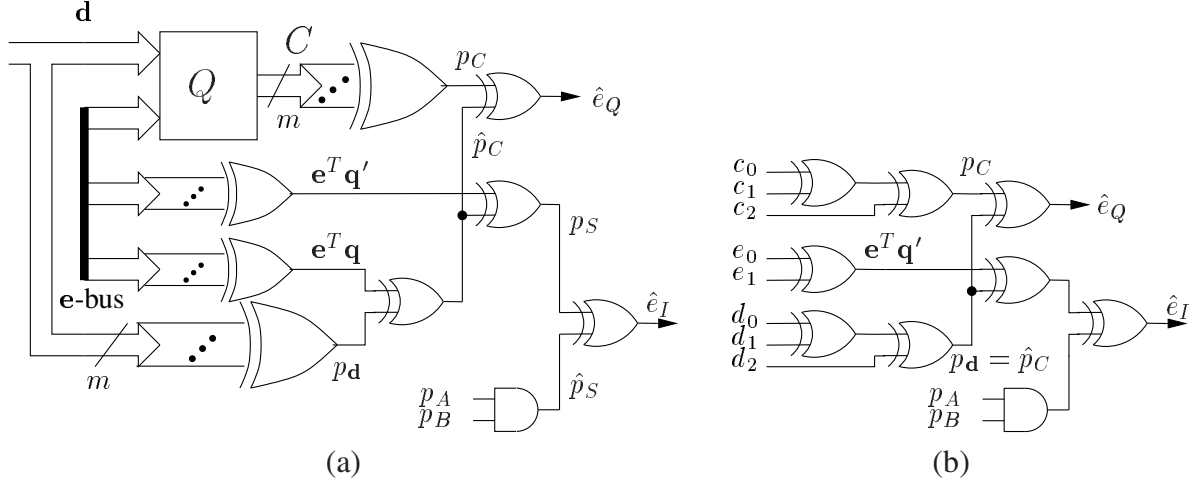 d
Q
C
m
p_C
ê_Q
p̂_C
e^T q′
p_S
e^T q
e-bus
m
p_d
ê_I
p̂_S
p_A
p_B
(a)
c_0
c_1
c_2
p_C
ê_Q
e_0
e_1
e^T q′
d_0
d_1
d_2
p_d = p̂_C
ê_I
p_A
p_B
(b)